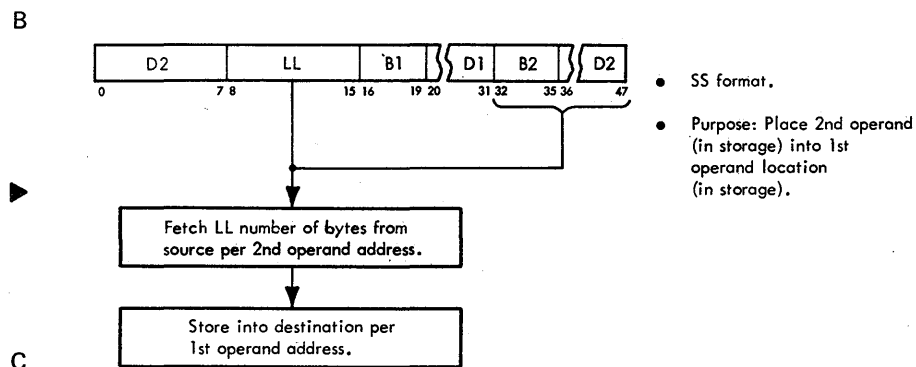 B
D2 LL B1 D1 B2 D2
0 7 8 15 16 19 20 31 32 35 36 47
• SS format.
• Purpose: Place 2nd operand
(in storage) into 1st
operand location
(in storage).
Fetch LL number of bytes from
source per 2nd operand address.
Store into destination per
1st operand address.
C